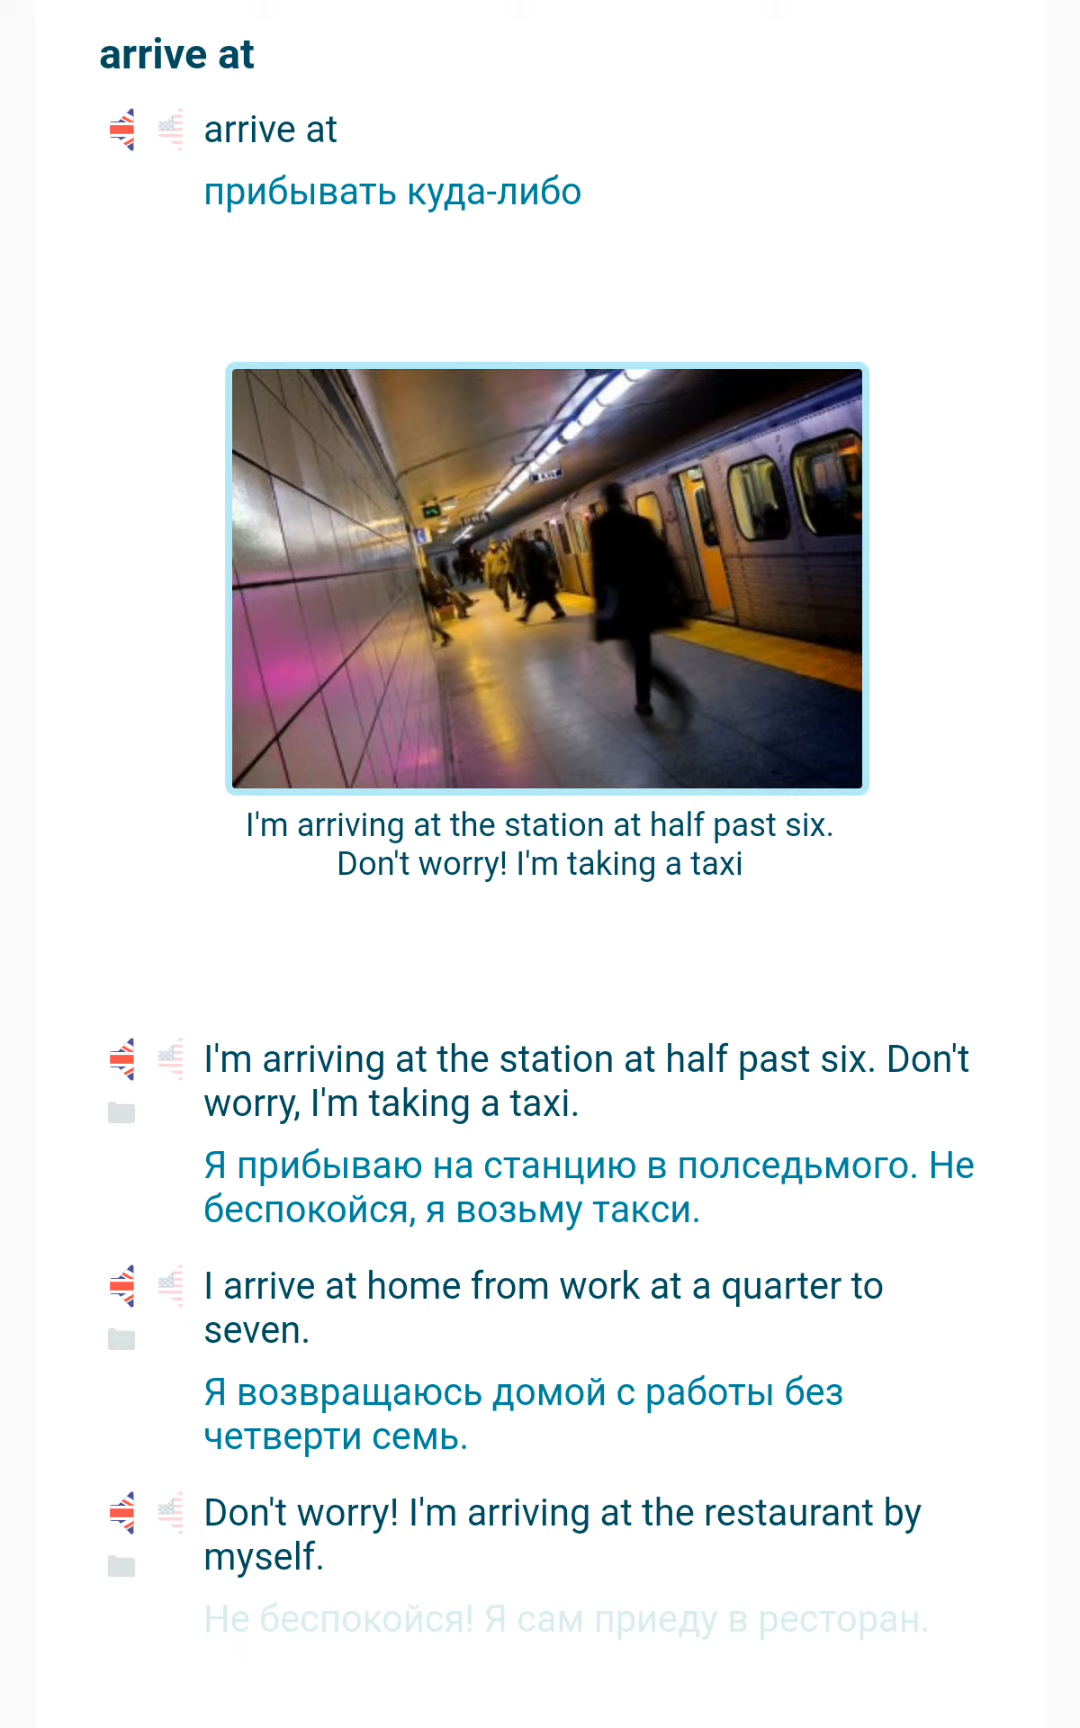 arrive at
arrive at
прибывать куда-либо
I'm arriving at the station at half past six.
Don't worry! I'm taking a taxi
I'm arriving at the station at half past six. Don't
worry, I'm taking a taxi.
Я прибываю на станцию в полседьмого. Не
беспокойся, я возьму такси.
I arrive at home from work at a quarter to
seven.
Я возвращаюсь домой с работы без
четверти семь.
Don't worry! I'm arriving at the restaurant by
myself.
Не беспокойся! Я сам приеду в ресторан.